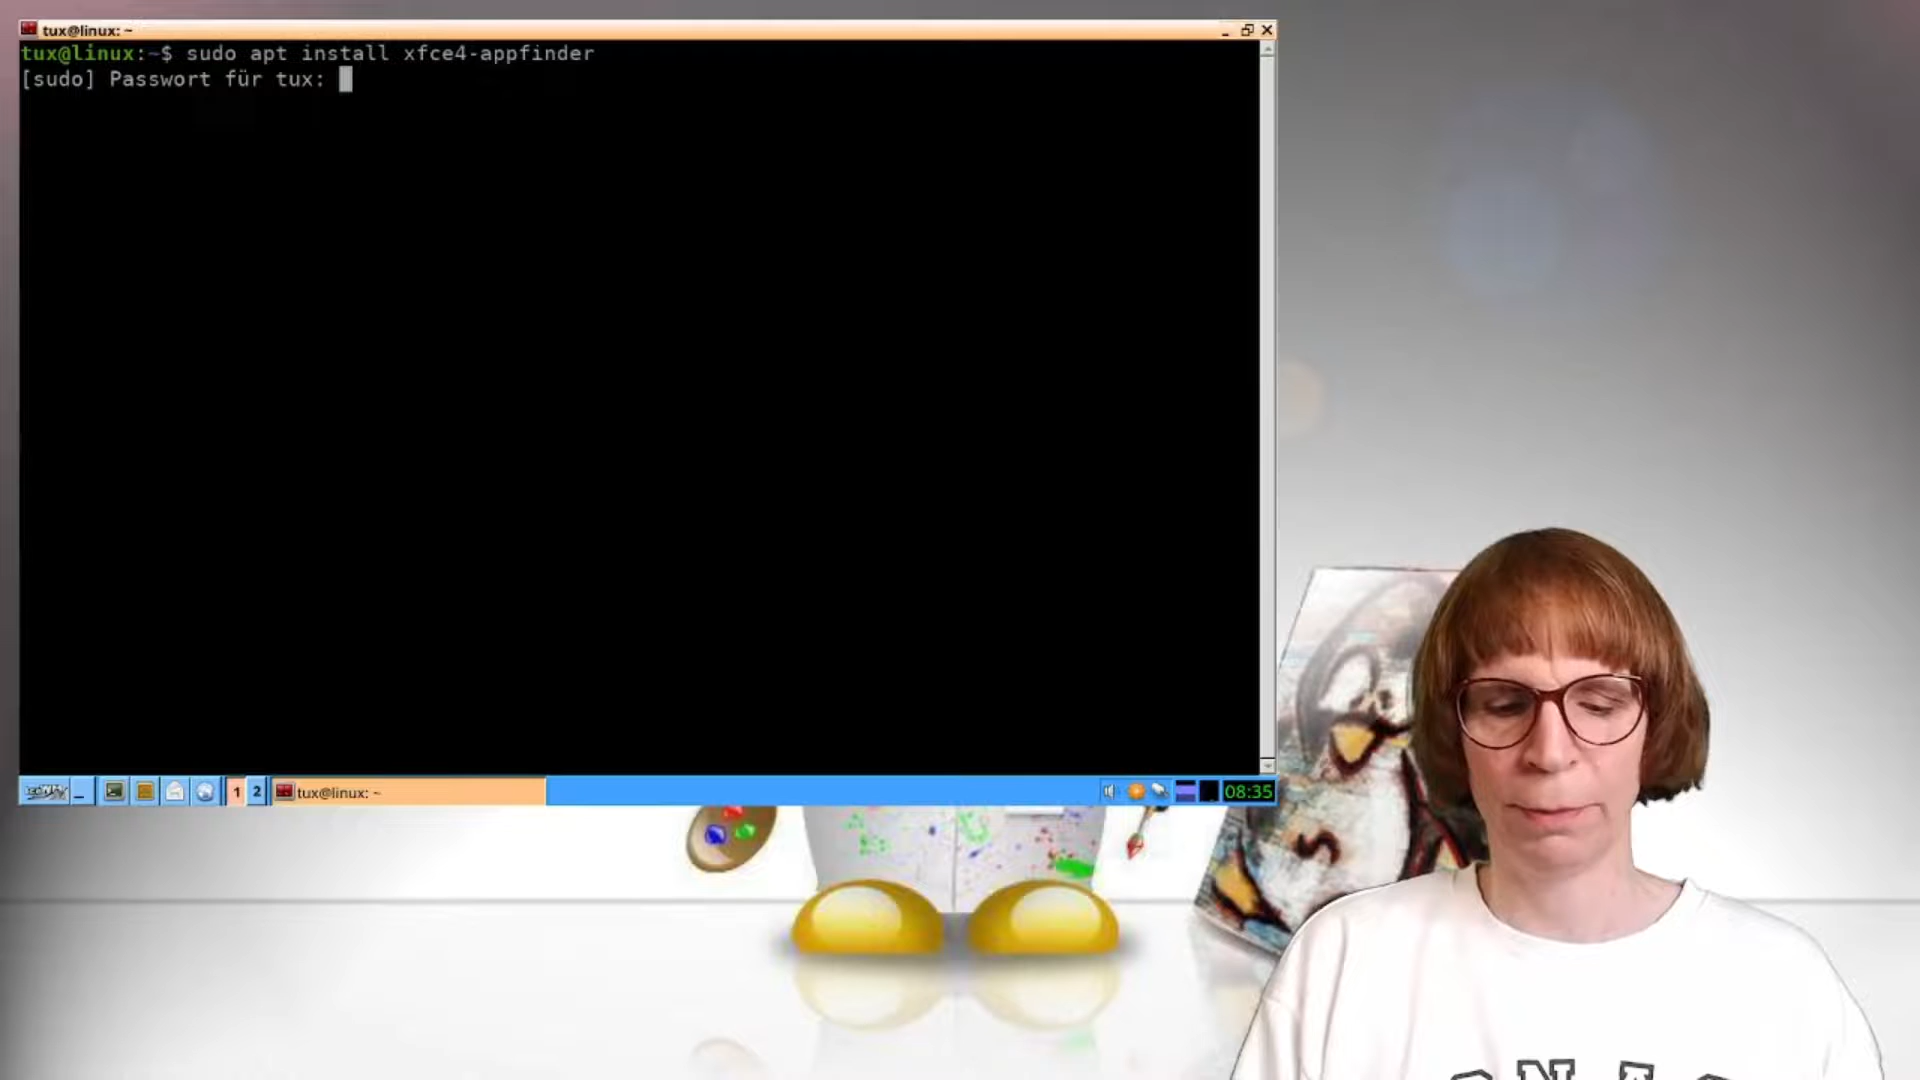 tux@linux: ~
tux@linux:~$ sudo apt install xfce4-appfinder
[sudo] Passwort für tux:
1 2 tux@linux: ~ 08:35